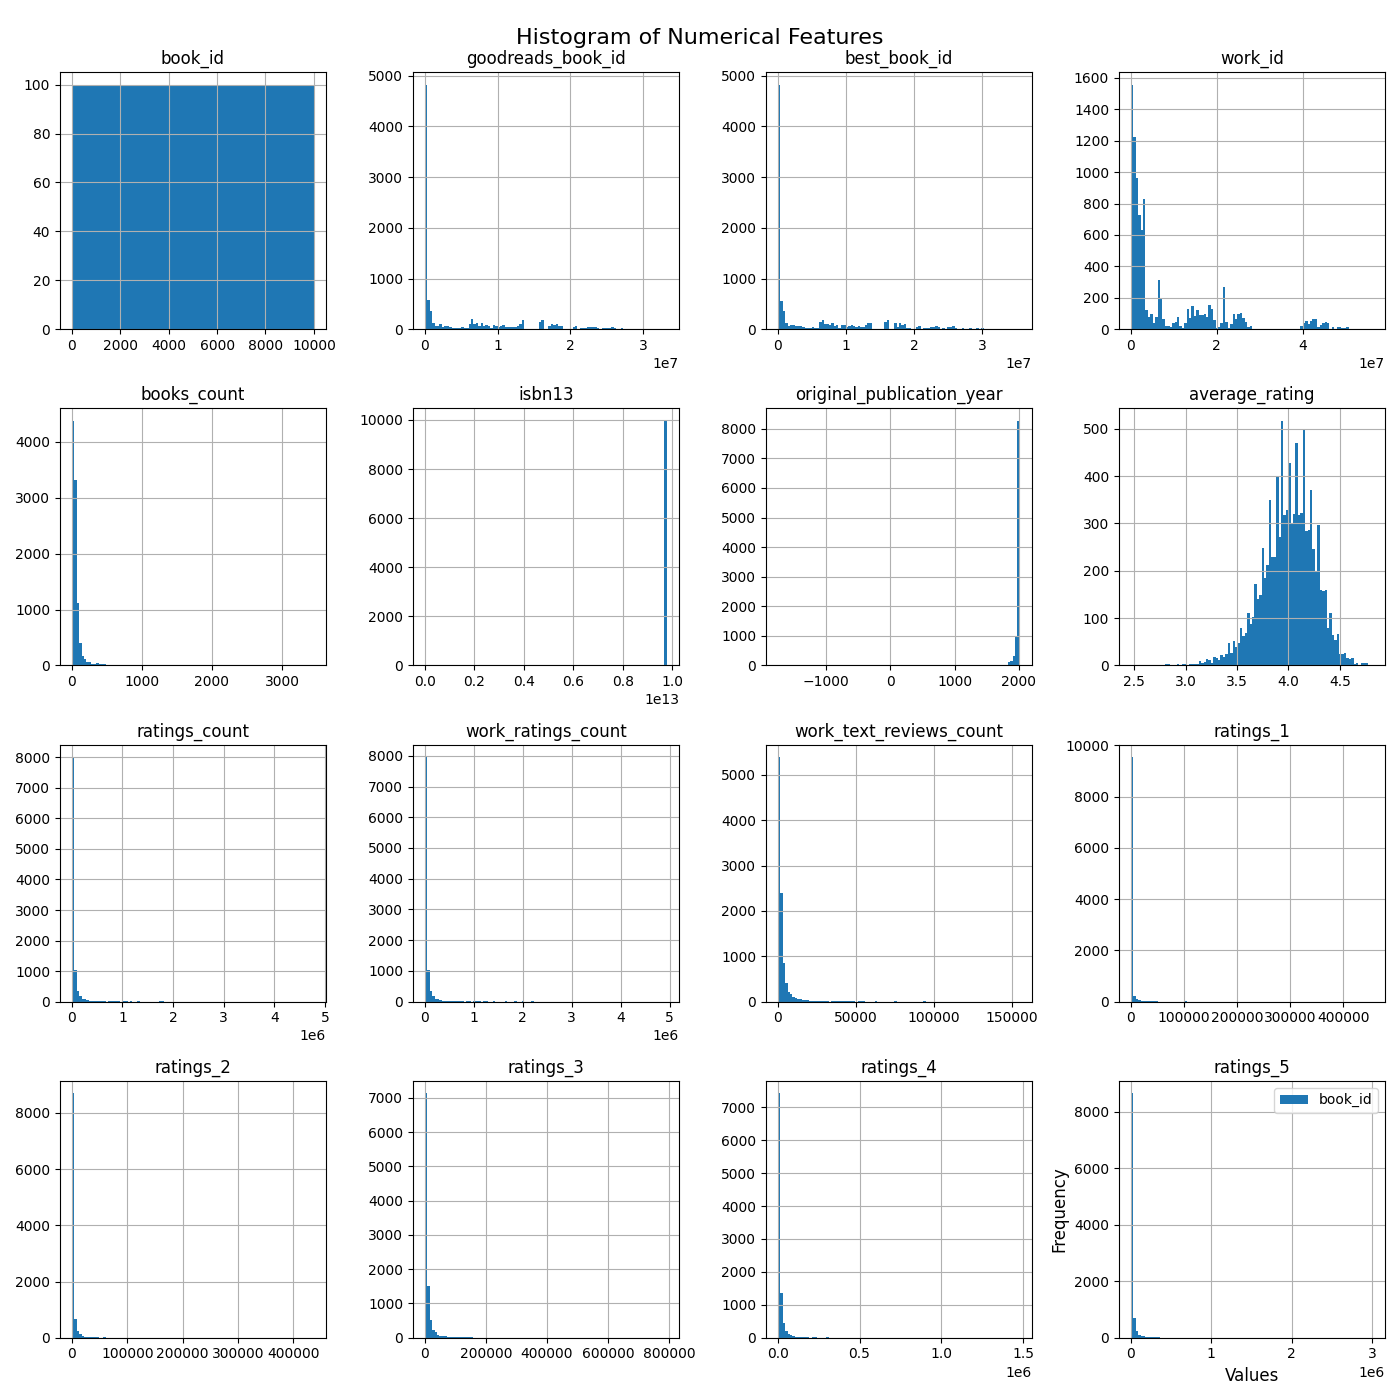 Histogram of Numerical Features
book_id
goodreads_book_id
best_book_id
work_id
100
80
60
40
20
0
0 2000 4000 6000 8000 10000
5000
4000
3000
2000
1000
0
0 1 2 3
1e7
5000
4000
3000
2000
1000
0
0 1 2 3
1e7
1600
1400
1200
1000
800
600
400
200
0
0 2 4
1e7
books_count
isbn13
original_publication_year
average_rating
4000
3000
2000
1000
0
0 1000 2000 3000
10000
8000
6000
4000
2000
0
0.0 0.2 0.4 0.6 0.8 1.0
1e13
8000
7000
6000
5000
4000
3000
2000
1000
0
−1000 0 1000 2000
500
400
300
200
100
0
2.5 3.0 3.5 4.0 4.5
ratings_count
work_ratings_count
work_text_reviews_count
ratings_1
8000
7000
6000
5000
4000
3000
2000
1000
0
0 1 2 3 4 5
1e6
8000
7000
6000
5000
4000
3000
2000
1000
0
0 1 2 3 4 5
1e6
5000
4000
3000
2000
1000
0
0 50000 100000 150000
10000
8000
6000
4000
2000
0
0 100000 200000 300000 400000
ratings_2
ratings_3
ratings_4
ratings_5
8000
6000
4000
2000
0
0 100000 200000 300000 400000
7000
6000
5000
4000
3000
2000
1000
0
0 200000 400000 600000 800000
7000
6000
5000
4000
3000
2000
1000
0
0.0 0.5 1.0 1.5
1e6
book_id
Frequency
8000
6000
4000
2000
0
0 1 2 3
1e6
Values